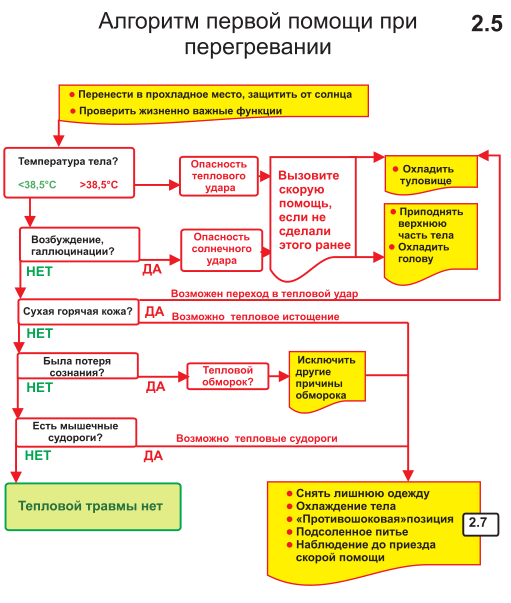 Алгоритм первой помощи при
перегревании
2.5
Перенести в прохладное место, защитить от солнца
Проверить жизненно важные функции
Температура тела?
<38,5°C >38,5°C
Опасность
теплового
удара
Вызовите
скорую
помощь,
если не
сделали
этого ранее
Охладить
туловище
Приподнять
верхнюю
часть тела
Охладить
голову
Возбуждение,
галлюцинации?
НЕТ
ДА
Опасность
солнечного
удара
Возможен переход в тепловой удар
Сухая горячая кожа?
ДА
Возможно тепловое истощение
НЕТ
Была потеря
сознания?
НЕТ
ДА
Тепловой
обморок?
Исключить
другие
причины
обморока
Есть мышечные
судороги?
НЕТ
ДА
Возможно тепловые судороги
Тепловой травмы нет
Снять лишнюю одежду
Охлаждение тела
«Противошоковая»позиция
Подсоленное питье
Наблюдение до приезда
скорой помощи
2.7